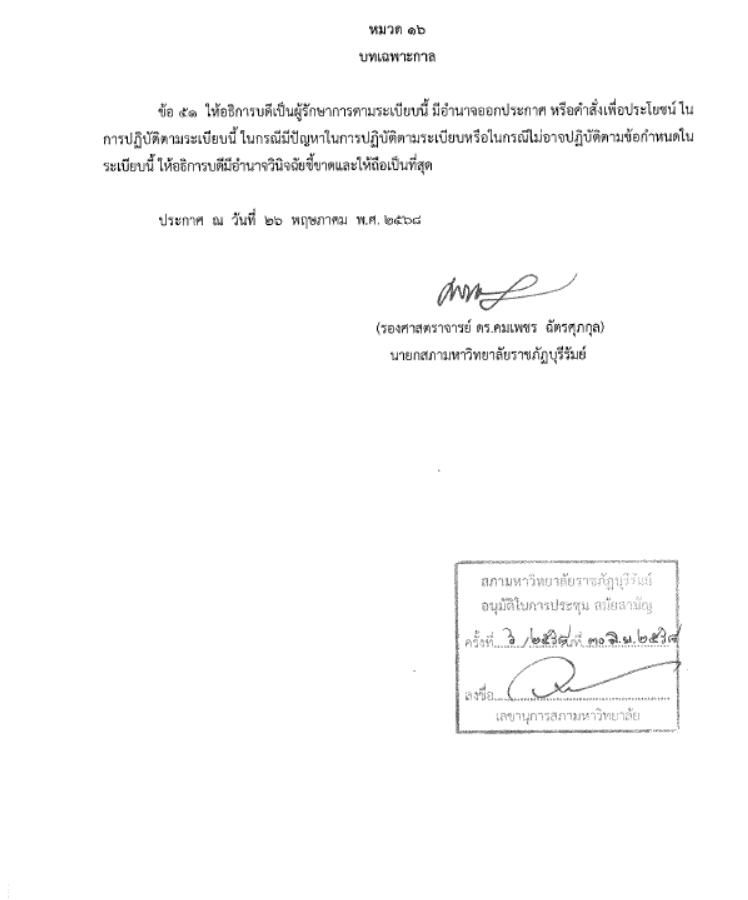 หมวด ๑๖
บทเฉพาะกาล
ข้อ ๕๑ ให้อธิการบดีเป็นผู้รักษาการตามระเบียบนี้ มีอำนาจออกประกาศ หรือคำสั่งเพื่อประโยชน์ ใน
การปฏิบัติตามระเบียบนี้ ในกรณีมีปัญหาในการปฏิบัติตามระเบียบหรือในกรณีไม่อาจปฏิบัติตามข้อกำหนดใน
ระเบียบนี้ ให้อธิการบดีมีอำนาจวินิจฉัยชี้ขาดและให้ถือเป็นที่สุด
ประกาศ ณ วันที่ ๒๖ พฤษภาคม พ.ศ. ๒๕๖๘
(รองศาสตราจารย์ ดร.คมเพชร ฉัตรศุภกุล)
นายกสภามหาวิทยาลัยราชภัฏบุรีรัมย์
สภามหาวิทยาลัยราชภัฏบุรีรัมย์
อนุมัติในการประชุม สมัยสามัญ
ครั้งที่
ลงชื่อ
เลขานุการสภามหาวิทยาลัย